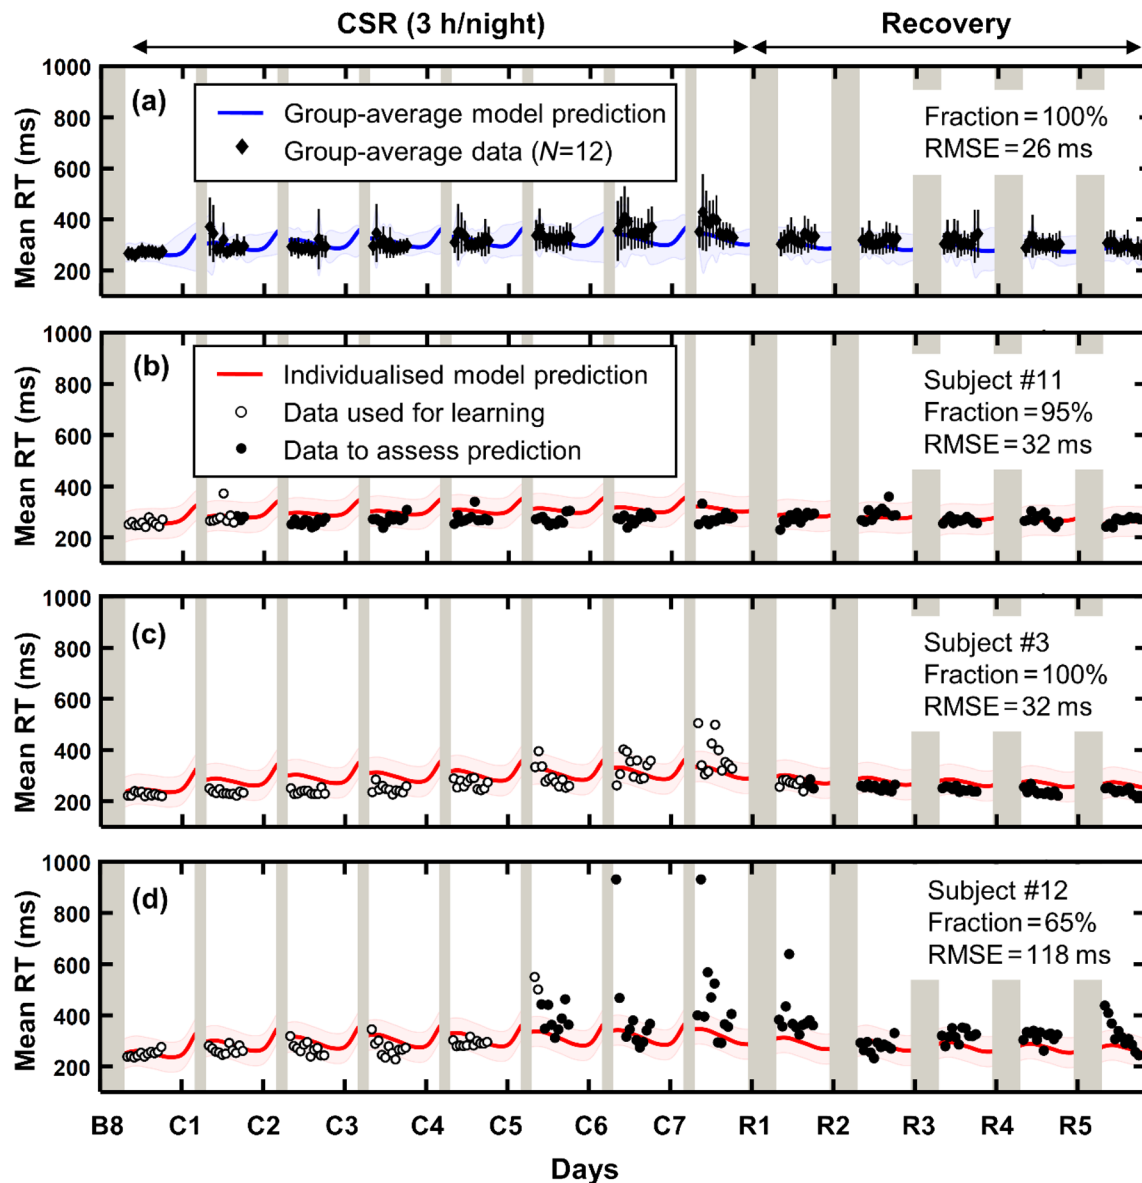 CSR (3 h/night)
Recovery
1000
800
600
400
200
Mean RT (ms)
(a)
Group-average model prediction
Group-average data (N=12)
Fraction = 100%
RMSE = 26 ms
1000
800
600
400
200
Mean RT (ms)
(b)
Individualised model prediction
Data used for learning
Data to assess prediction
Subject #11
Fraction = 95%
RMSE = 32 ms
1000
800
600
400
200
Mean RT (ms)
(c)
Subject #3
Fraction = 100%
RMSE = 32 ms
1000
800
600
400
200
Mean RT (ms)
(d)
Subject #12
Fraction = 65%
RMSE = 118 ms
B8 C1 C2 C3 C4 C5 C6 C7 R1 R2 R3 R4 R5
Days